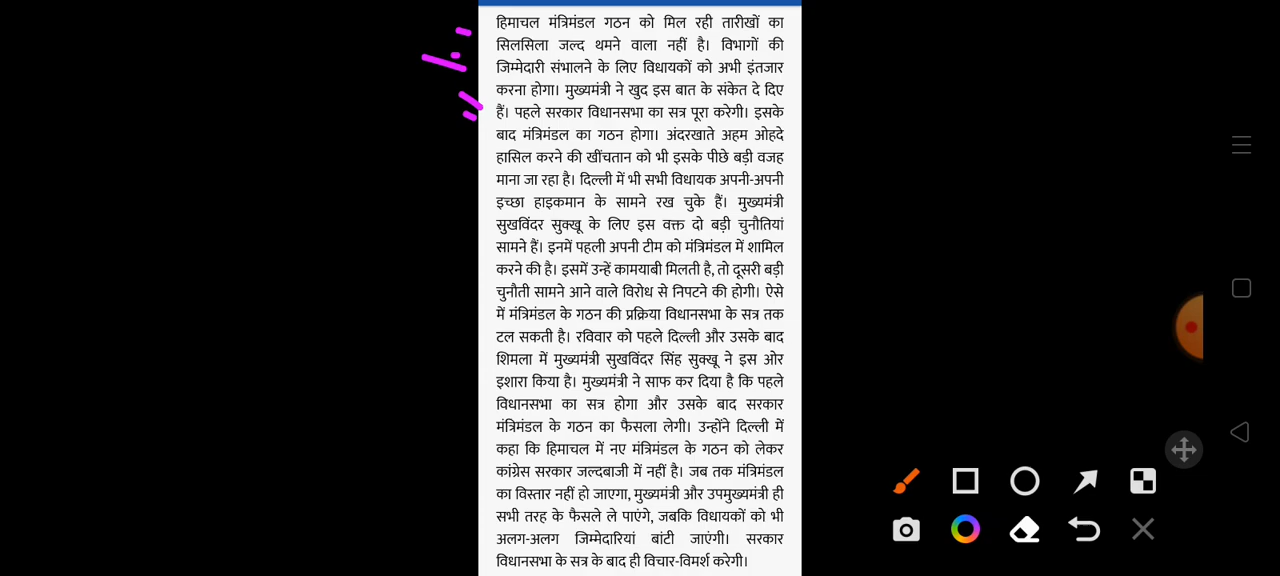 हिमाचल मंत्रिमंडल गठन को मिल रही तारीखों का
सिलसिला जल्द थमने वाला नहीं है। विभागों की
जिम्मेदारी संभालने के लिए विधायकों को अभी इंतजार
करना होगा। मुख्यमंत्री ने खुद इस बात के संकेत दे दिए
हैं। पहले सरकार विधानसभा का सत्र पूरा करेगी। इसके
बाद मंत्रिमंडल का गठन होगा। अंदरखाते अहम ओहदे
हासिल करने की खींचतान को भी इसके पीछे बड़ी वजह
माना जा रहा है। दिल्ली में भी सभी विधायक अपनी-अपनी
इच्छा हाइकमान के सामने रख चुके हैं। मुख्यमंत्री
सुखविंदर सुक्खू के लिए इस वक्त दो बड़ी चुनौतियां
सामने हैं। इनमें पहली अपनी टीम को मंत्रिमंडल में शामिल
करने की है। इसमें उन्हें कामयाबी मिलती है, तो दूसरी बड़ी
चुनौती सामने आने वाले विरोध से निपटने की होगी। ऐसे
में मंत्रिमंडल के गठन की प्रक्रिया विधानसभा के सत्र तक
टल सकती है। रविवार को पहले दिल्ली और उसके बाद
शिमला में मुख्यमंत्री सुखविंदर सिंह सुक्खू ने इस ओर
इशारा किया है। मुख्यमंत्री ने साफ कर दिया है कि पहले
विधानसभा का सत्र होगा और उसके बाद सरकार
मंत्रिमंडल के गठन का फैसला लेगी। उन्होंने दिल्ली में
कहा कि हिमाचल में नए मंत्रिमंडल के गठन को लेकर
कांग्रेस सरकार जल्दबाजी में नहीं है। जब तक मंत्रिमंडल
का विस्तार नहीं हो जाएगा, मुख्यमंत्री और उपमुख्यमंत्री ही
सभी तरह के फैसले ले पाएंगे, जबकि विधायकों को भी
अलग-अलग जिम्मेदारियां बांटी जाएंगी। सरकार
विधानसभा के सत्र के बाद ही विचार-विमर्श करेगी।